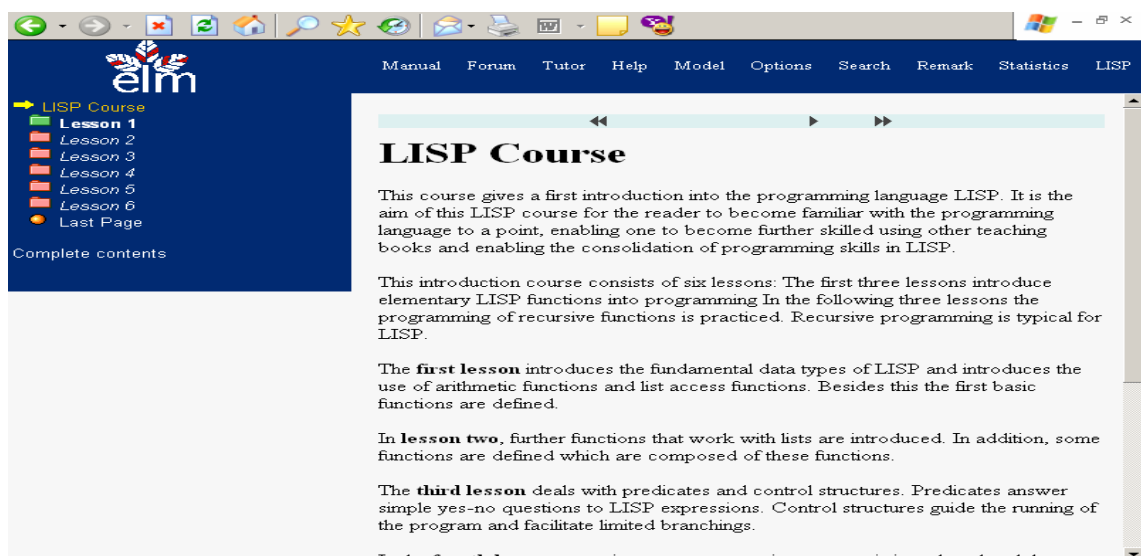 elm
Manual Forum Tutor Help Model Options Search Remark Statistics LISP
LISP Course
Lesson 1
Lesson 2
Lesson 3
Lesson 4
Lesson 5
Lesson 6
Last Page
Complete contents
LISP Course
This course gives a first introduction into the programming language LISP. It is the
aim of this LISP course for the reader to become familiar with the programming
language to a point, enabling one to become further skilled using other teaching
books and enabling the consolidation of programming skills in LISP.
This introduction course consists of six lessons: The first three lessons introduce
elementary LISP functions into programming In the following three lessons the
programming of recursive functions is practiced. Recursive programming is typical for
LISP.
The first lesson introduces the fundamental data types of LISP and introduces the
use of arithmetic functions and list access functions. Besides this the first basic
functions are defined.
In lesson two, further functions that work with lists are introduced. In addition, some
functions are defined which are composed of these functions.
The third lesson deals with predicates and control structures. Predicates answer
simple yes-no questions to LISP expressions. Control structures guide the running of
the program and facilitate limited branchings.